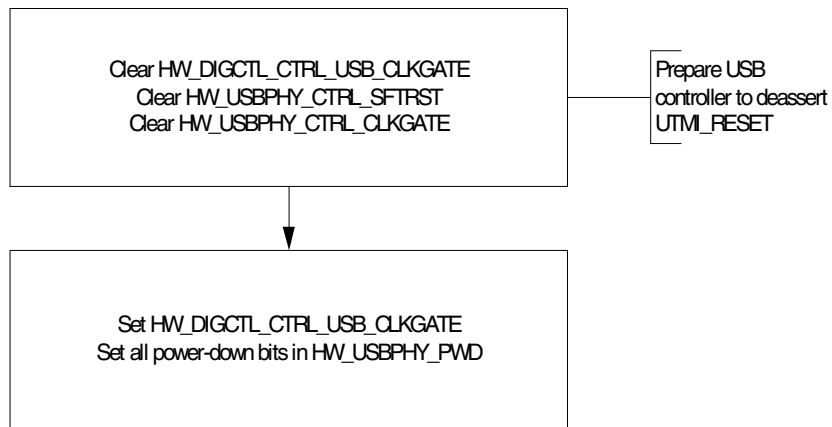 Clear HW_DIGCTL_CTRL_USB_CLKGATE
Clear HW_USBPHY_CTRL_SFTRST
Clear HW_USBPHY_CTRL_CLKGATE
Prepare USB
controller to deassert
UTMI_RESET
Set HW_DIGCTL_CTRL_USB_CLKGATE
Set all power-down bits in HW_USBPHY_PWD